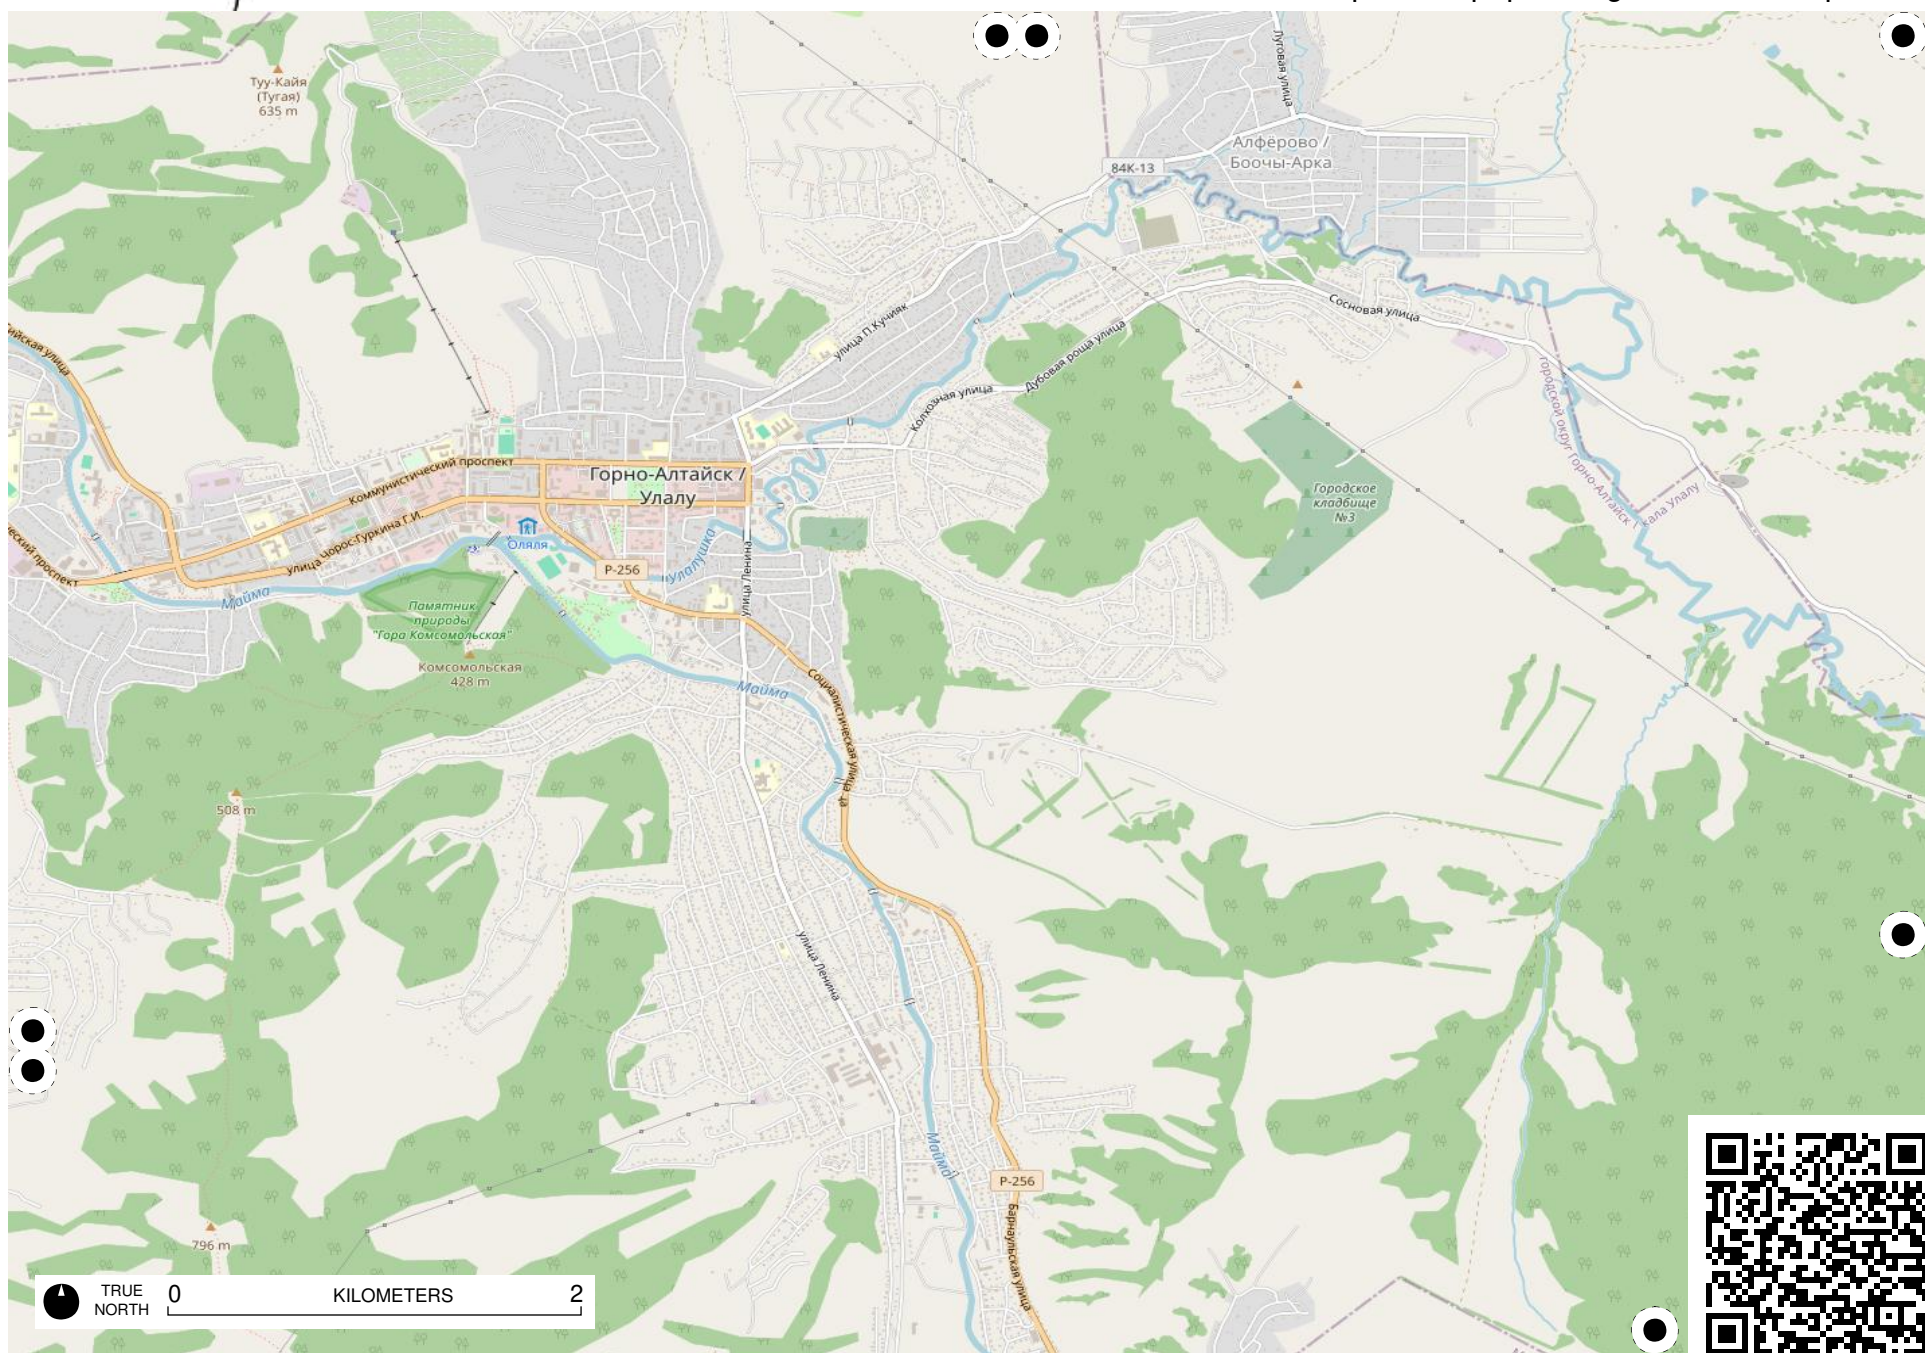 Туу-Кайя
(Тугая)
635 m
Луговая улица
Алфёрово /
Боочы-Арка
84К-13
улица П.Кучияк
Дубовая роща улица
Сосновая улица
Колхозная улица
городской округ Горно-Алтайск
кала Улалу
Городское
кладбище
№3
Коммунистический проспект
Горно-Алтайск /
Улалу
улица Чорос-Гуркина Г.И.
Оляля
Р-256
Улалушка
улица Ленина
Майма
Памятник
природы
"Гора Комсомольская"
Комсомольская
428 m
Майма
Социалистическая улица
508 m
улица Ленина
Майма
Р-256
Барнаульская улица
796 m
TRUE
NORTH
0 KILOMETERS 2